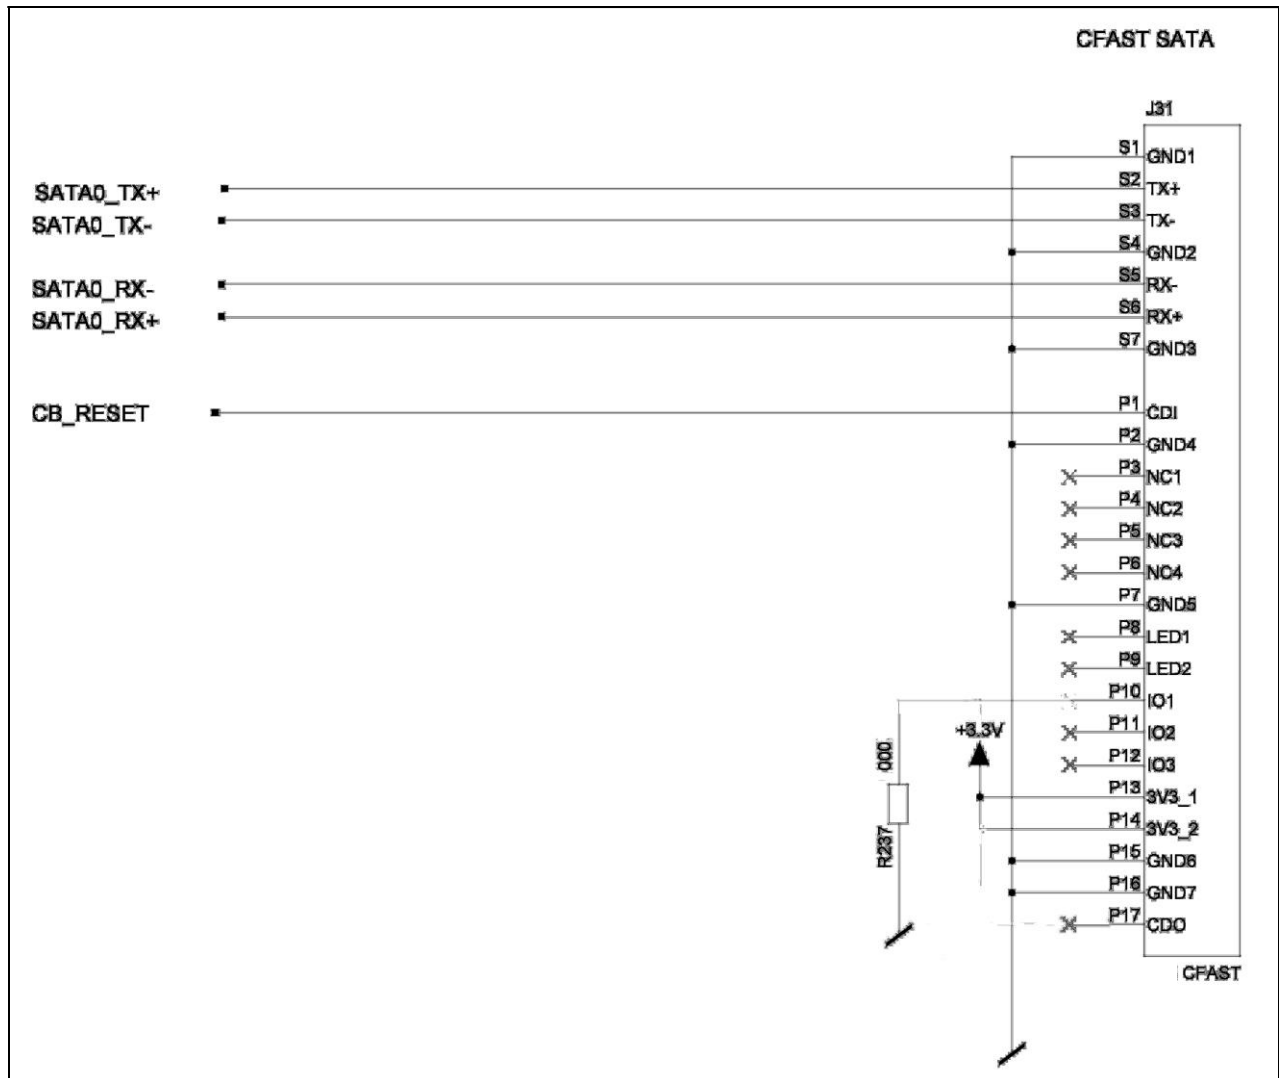 CFAST SATA
J31
S1 GND1
SATA0_TX+ S2 TX+
SATA0_TX- S3 TX-
S4 GND2
SATA0_RX- S5 RX-
SATA0_RX+ S6 RX+
S7 GND3
CB_RESET P1 CDI
P2 GND4
P3 NC1
P4 NC2
P5 NC3
P6 NC4
P7 GND5
P8 LED1
P9 LED2
P10 IO1
+3.3V P11 IO2
000 P12 IO3
P13 3V3_1
R237 P14 3V3_2
P15 GND6
P16 GND7
P17 CDO
CFAST